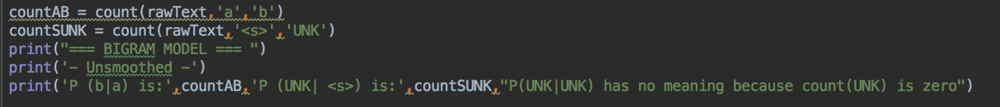 countAB = count(rawText,'a','b')
countSUNK = count(rawText,'<s>','UNK')
print("=== BIGRAM MODEL === ")
print('- Unsmoothed -')
print('P (b|a) is:',countAB,'P (UNK| <s>) is:',countSUNK,"P(UNK|UNK) has no meaning because count(UNK) is zero")